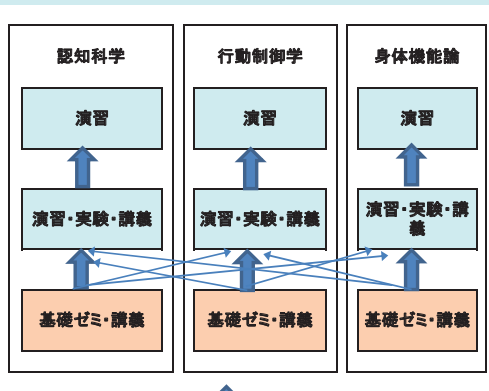 認知科学
演習
演習・実験・講義
基礎ゼミ・講義
行動制御学
演習
演習・実験・講義
基礎ゼミ・講義
身体機能論
演習
演習・実験・講
義
基礎ゼミ・講義